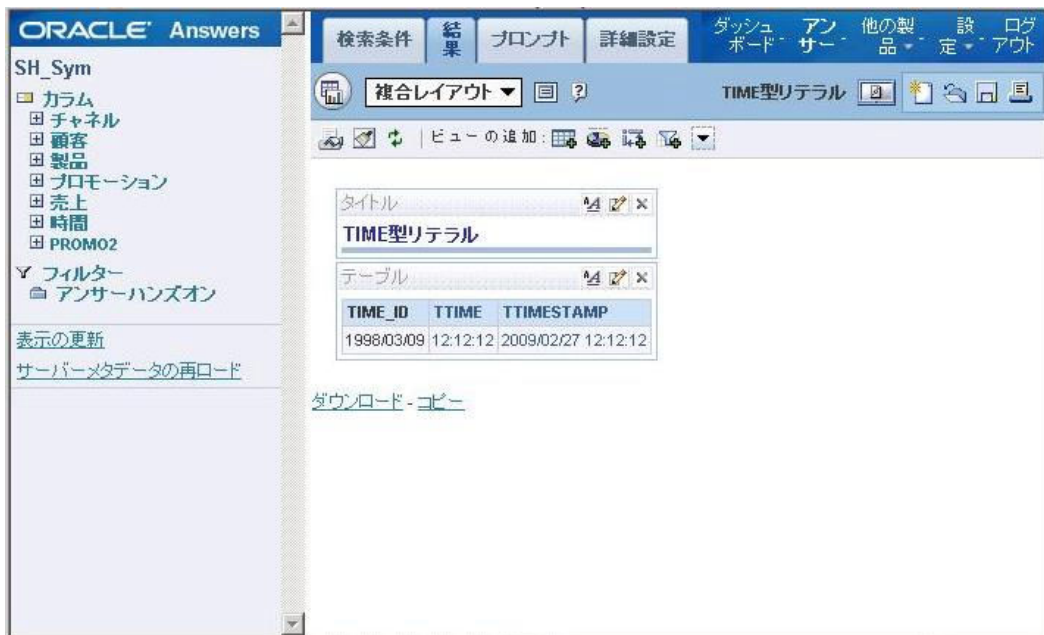 ORACLE Answers
SH_Sym
カラム
チャネル
顧客
製品
プロモーション
売上
時間
PROMO2
フィルター
アンサーハンズオン
表示の更新
サーバーメタデータの再ロード
検索条件
結果
プロンプト
詳細設定
ダッシュボード - アンサー - 他の製品 - 設定 - ログアウト
複合レイアウト
TIME型リテラル
ビューの追加:
タイトル
TIME型リテラル
テーブル
TIME_ID TTIME TTIMESTAMP
1998/03/09 12:12:12 2009/02/27 12:12:12
ダウンロード - コピー